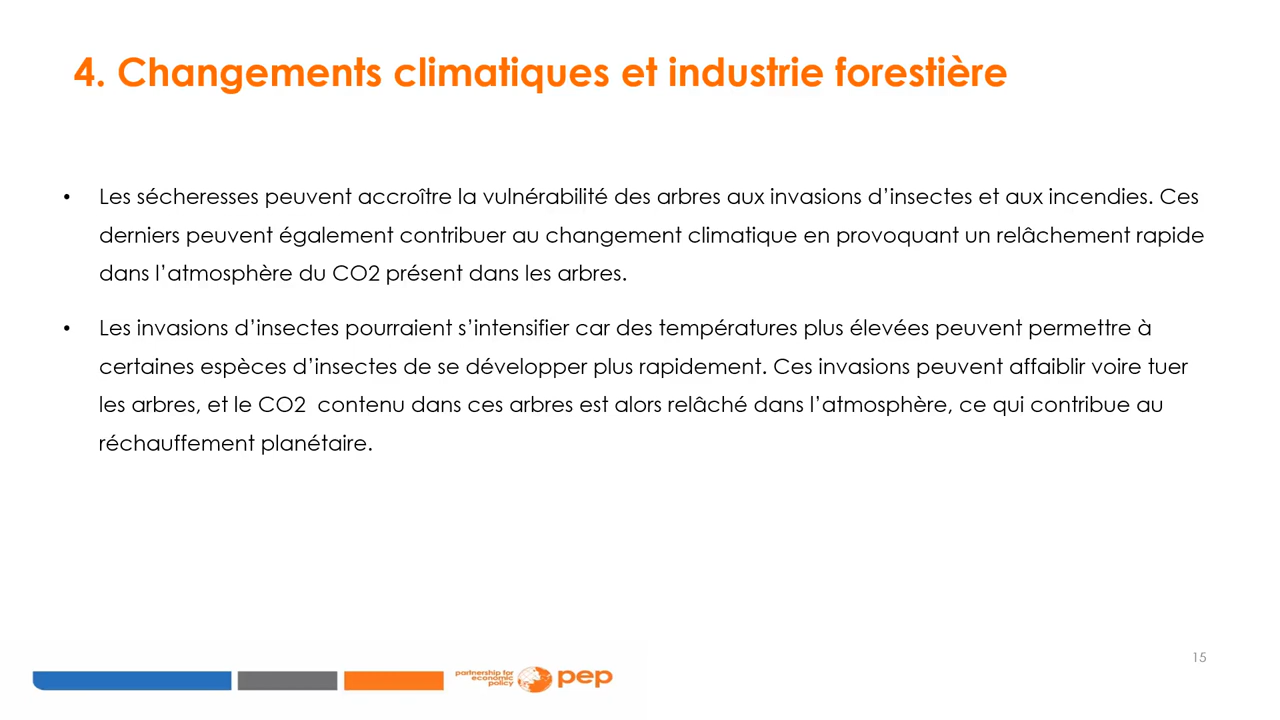 4. Changements climatiques et industrie forestière
• Les sécheresses peuvent accroître la vulnérabilité des arbres aux invasions d’insectes et aux incendies. Ces
derniers peuvent également contribuer au changement climatique en provoquant un relâchement rapide
dans l’atmosphère du CO2 présent dans les arbres.
• Les invasions d’insectes pourraient s’intensifier car des températures plus élevées peuvent permettre à
certaines espèces d’insectes de se développer plus rapidement. Ces invasions peuvent affaiblir voire tuer
les arbres, et le CO2  contenu dans ces arbres est alors relâché dans l’atmosphère, ce qui contribue au
réchauffement planétaire.
15
partnership for
economic
policy
pep